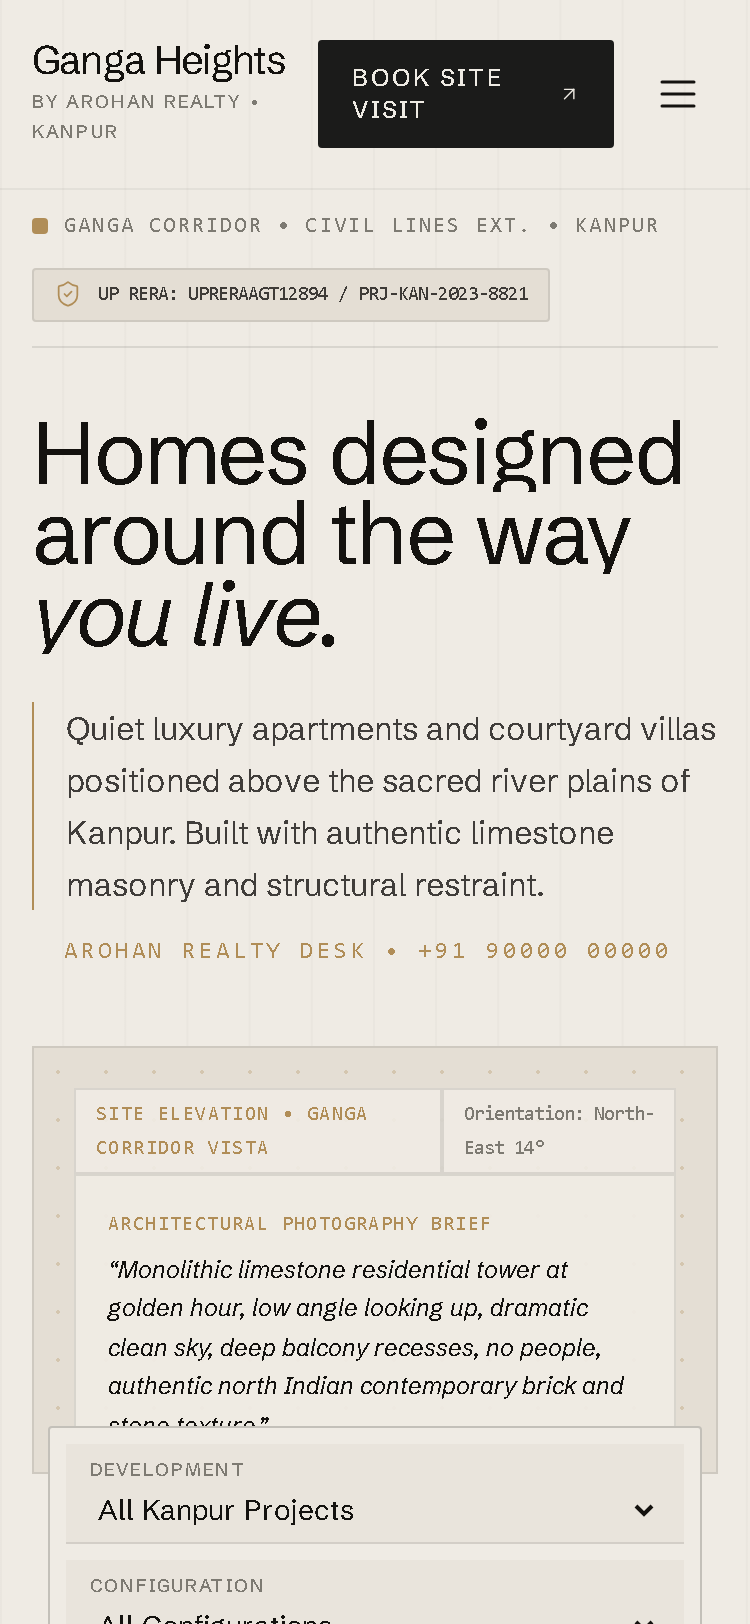 Ganga Heights
BY AROHAN REALTY •
KANPUR
BOOK SITE
VISIT
GANGA CORRIDOR • CIVIL LINES EXT. • KANPUR
UP RERA: UPRERAAGT12894 / PRJ-KAN-2023-8821
Homes designed
around the way
you live.
Quiet luxury apartments and courtyard villas
positioned above the sacred river plains of
Kanpur. Built with authentic limestone
masonry and structural restraint.
AROHAN REALTY DESK • +91 90000 00000
SITE ELEVATION • GANGA
CORRIDOR VISTA
Orientation: North-
East 14°
ARCHITECTURAL PHOTOGRAPHY BRIEF
“Monolithic limestone residential tower at
golden hour, low angle looking up, dramatic
clean sky, deep balcony recesses, no people,
authentic north Indian contemporary brick and
stone texture”
DEVELOPMENT
All Kanpur Projects
CONFIGURATION
All Configurations